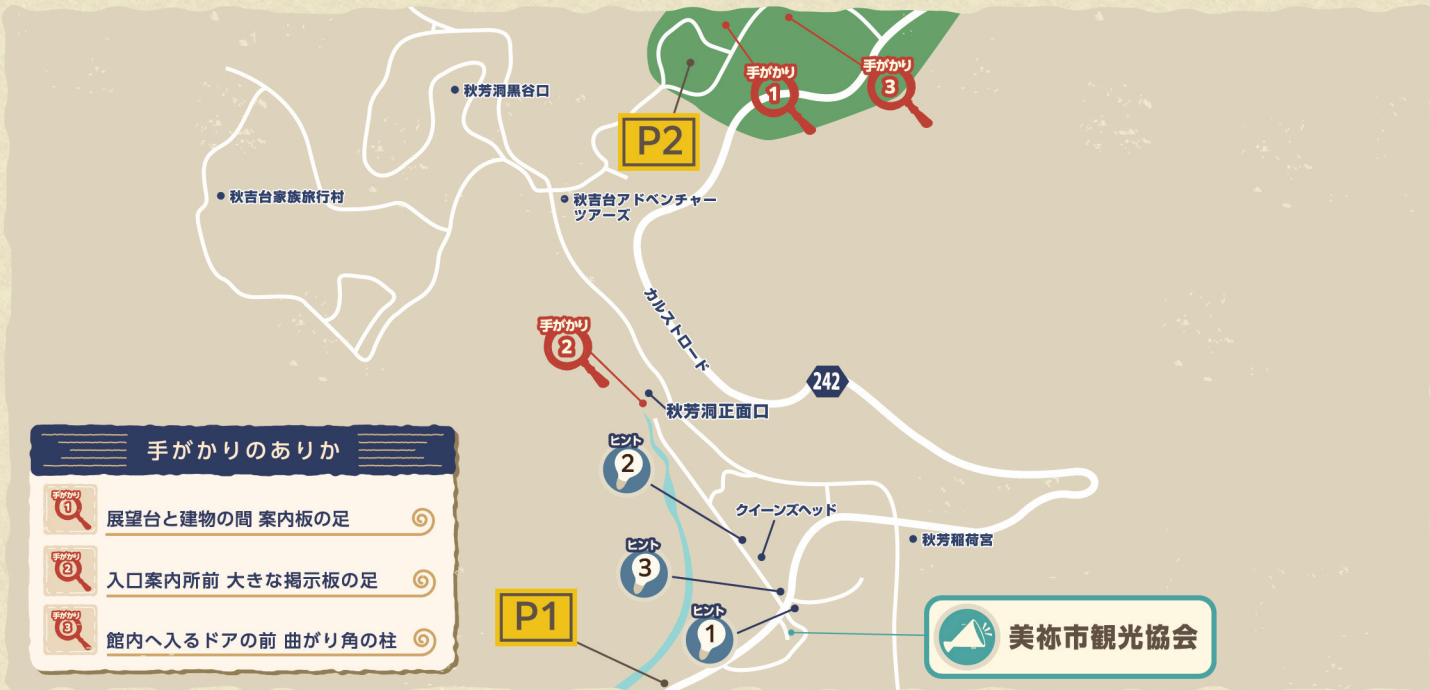 秋芳洞黒谷口
手がかり
1
手がかり
3
P2
秋吉台家族旅行村
秋吉台アドベンチャー
ツアーズ
カルストロード
手がかり
2
242
秋芳洞正面口
ヒント
2
クイーンズヘッド
秋芳稲荷宮
ヒント
3
P1
ヒント
1
美祢市観光協会
手がかりのありか
手がかり
1
展望台と建物の間 案内板の足
手がかり
2
入口案内所前 大きな掲示板の足
手がかり
3
館内へ入るドアの前 曲がり角の柱